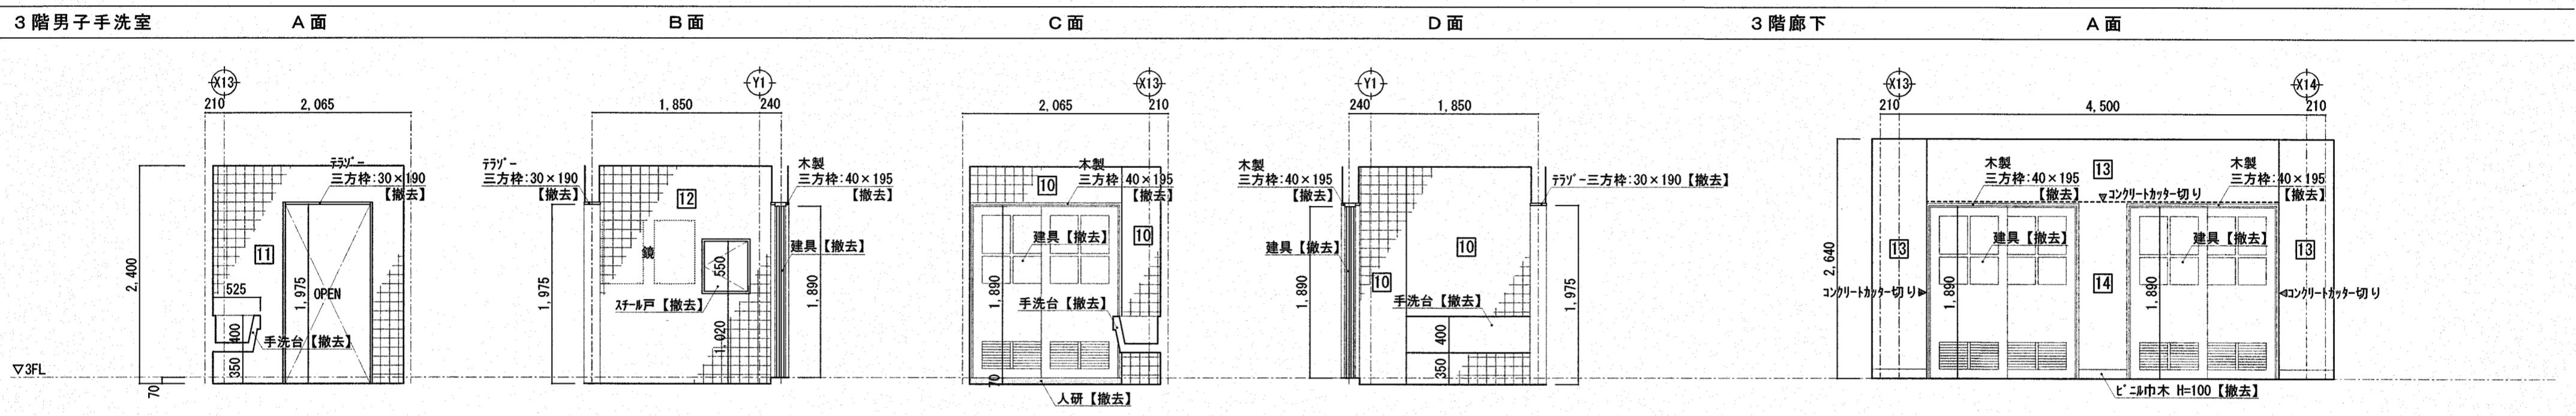 ３階男子手洗室
A面
B面
C面
D面
３階廊下
A面
X13
210
2,065
ﾃﾗｿﾞｰ
三方枠:30×190
【撤去】
2,400
11
525
1,975
OPEN
400
手洗台【撤去】
350
▽3FL
70
Y1
1,850
240
ﾃﾗｿﾞｰ
三方枠:30×190
【撤去】
木製
三方枠:40×195
【撤去】
12
鏡
建具【撤去】
550
1,975
1,890
ｽﾁｰﾙ戸【撤去】
1,020
X13
2,065
210
木製
三方枠:40×195
【撤去】
10
10
建具【撤去】
1,890
手洗台【撤去】
70
人研【撤去】
Y1
240
1,850
木製
三方枠:40×195
【撤去】
ﾃﾗｿﾞｰ三方枠:30×190【撤去】
建具【撤去】
10
10
1,890
手洗台【撤去】
1,975
400
350
X13
X14
210
4,500
210
木製
三方枠:40×195
【撤去】
13
▽ｺﾝｸﾘｰﾄｶｯﾀｰ切り
木製
三方枠:40×195
【撤去】
2,640
13
建具【撤去】
建具【撤去】
13
14
ｺﾝｸﾘｰﾄｶｯﾀｰ切り
1,890
1,890
ｺﾝｸﾘｰﾄｶｯﾀｰ切り
ﾋﾞﾆﾙ巾木 H=100【撤去】